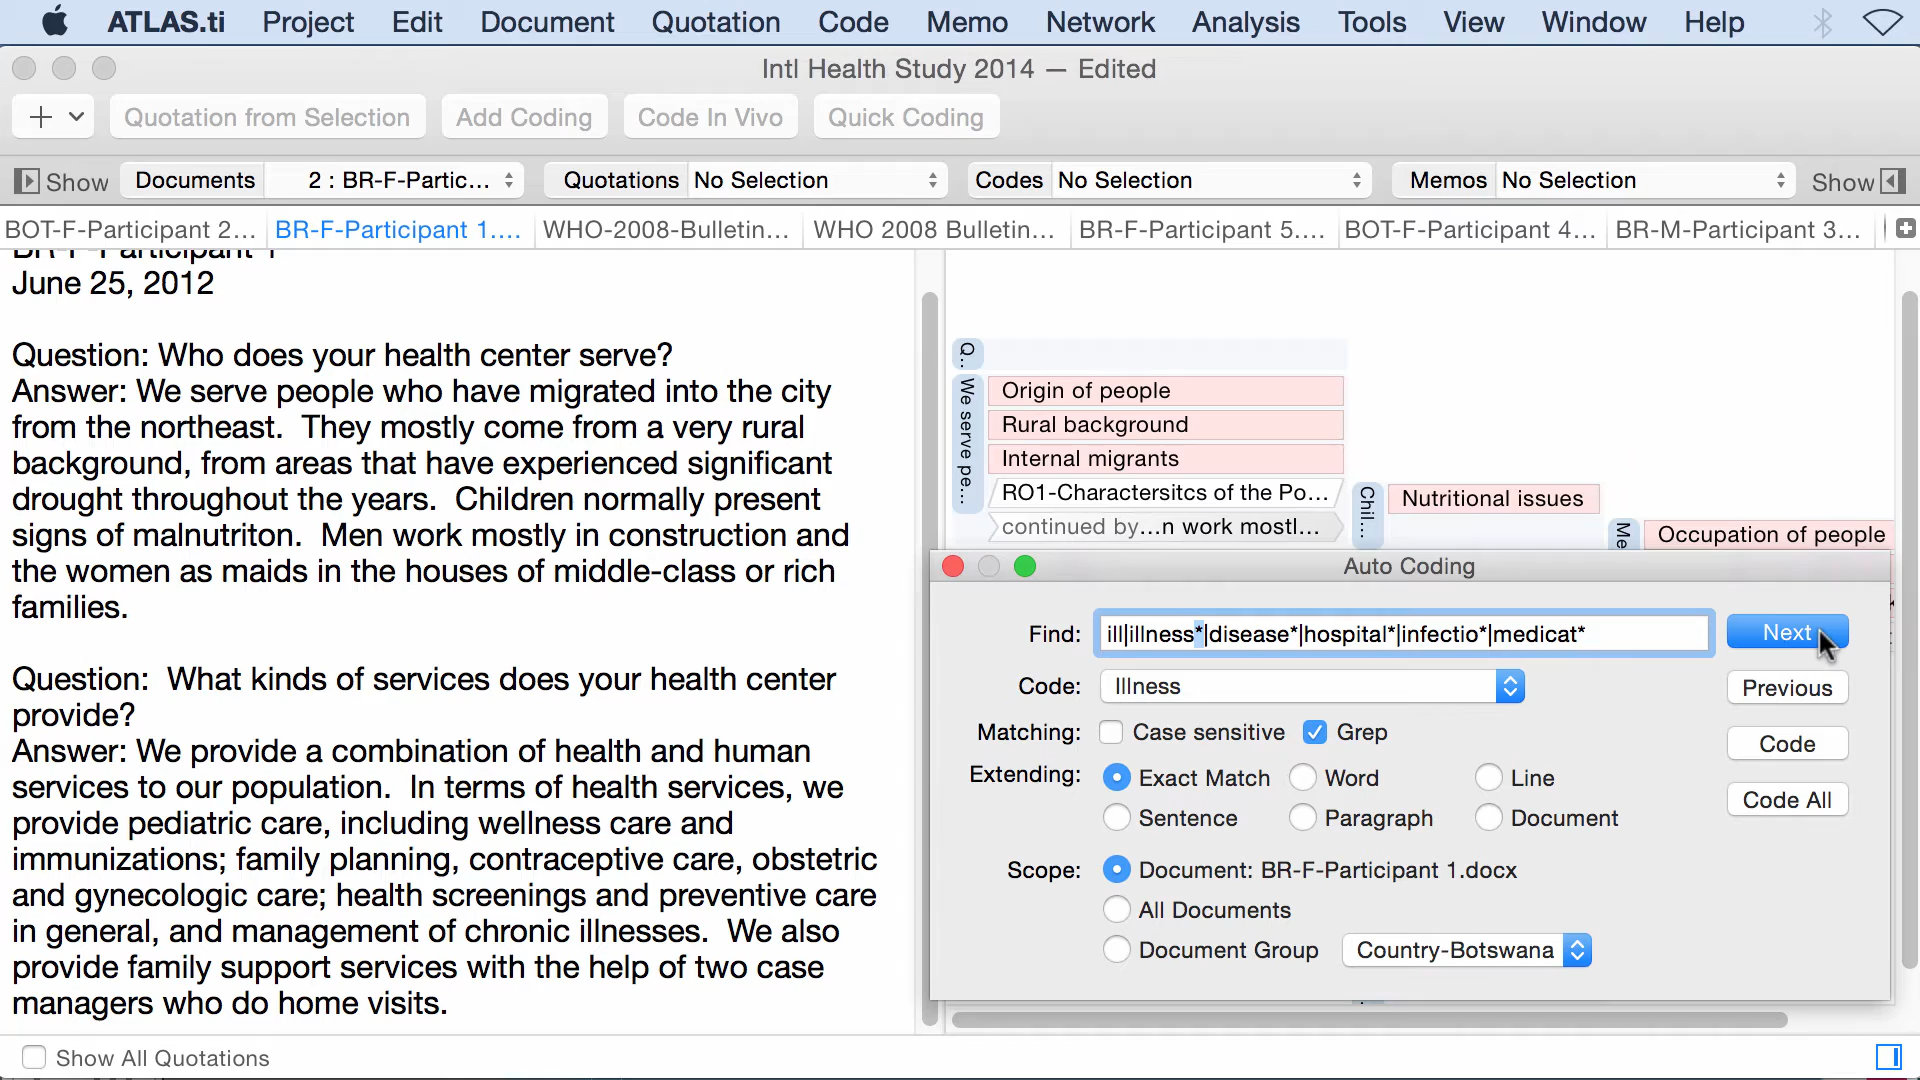 ATLAS.ti Project Edit Document Quotation Code Memo Network Analysis Tools View Window Help
Intl Health Study 2014 — Edited
Quotation from Selection Add Coding Code In Vivo Quick Coding
Show Documents 2 : BR-F-Partic... Quotations No Selection Codes No Selection Memos No Selection Show
BOT-F-Participant 2... BR-F-Participant 1.... WHO-2008-Bulletin... WHO 2008 Bulletin... BR-F-Participant 5.... BOT-F-Participant 4... BR-M-Participant 3...
BR-F-Participant 1
June 25, 2012
Question: Who does your health center serve?
Answer: We serve people who have migrated into the city
from the northeast.  They mostly come from a very rural
background, from areas that have experienced significant
drought throughout the years.  Children normally present
signs of malnutriton.  Men work mostly in construction and
the women as maids in the houses of middle-class or rich
families.
Question:  What kinds of services does your health center
provide?
Answer: We provide a combination of health and human
services to our population.  In terms of health services, we
provide pediatric care, including wellness care and
immunizations; family planning, contraceptive care, obstetric
and gynecologic care; health screenings and preventive care
in general, and management of chronic illnesses.  We also
provide family support services with the help of two case
managers who do home visits.
Q..
We serve pe...
Origin of people
Rural background
Internal migrants
RO1-Charactersitcs of the Po...
continued by...n work mostl...
Chil...
Nutritional issues
Me
Occupation of people
Auto Coding
Find: ill|illness*|disease*|hospital*|infectio*|medicat* Next
Code: Illness Previous
Matching: Case sensitive Grep Code
Extending: Exact Match Word Line
Code All
Sentence Paragraph Document
Scope: Document: BR-F-Participant 1.docx
All Documents
Document Group Country-Botswana
Show All Quotations